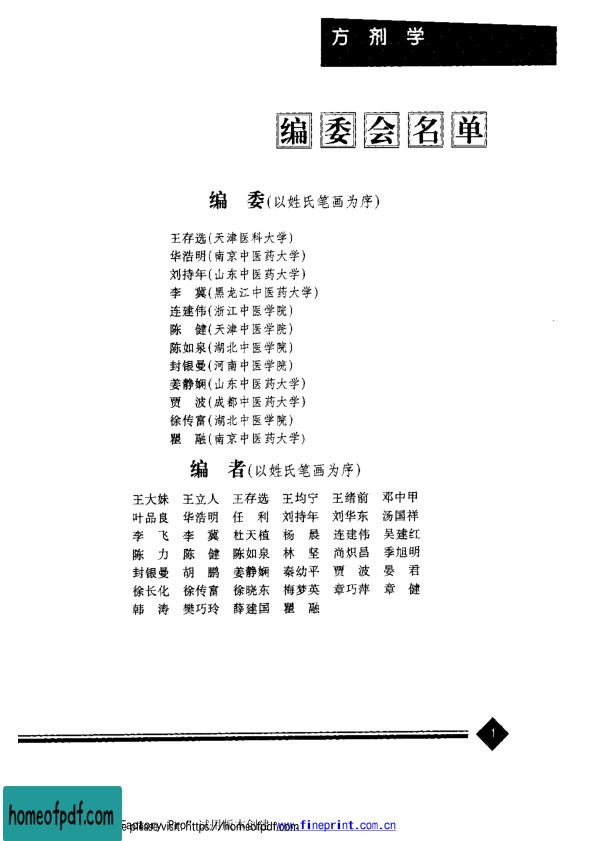 方剂学
编委会名单
编 委(以姓氏笔画为序)
王存选(天津医科大学)
华浩明(南京中医药大学)
刘持年(山东中医药大学)
李 冀(黑龙江中医药大学)
连建伟(浙江中医学院)
陈 健(天津中医学院)
陈如泉(湖北中医学院)
封银曼(河南中医学院)
姜静娴(山东中医药大学)
贾 波(成都中医药大学)
徐传富(湖北中医学院)
瞿 融(南京中医药大学)
编 者(以姓氏笔画为序)
王大妹 王立人 王存选 王均宁 王绪前 邓中甲
叶品良 华浩明 任 利 刘持年 刘华东 汤国祥
李 飞 李 冀 杜天植 杨 晨 连建伟 吴建红
陈 力 陈 健 陈如泉 林 坚 尚炽昌 季旭明
封银曼 胡 鹏 姜静娴 秦幼平 贾 波 晏 君
徐长化 徐传富 徐晓东 梅梦英 章巧萍 章 健
韩 涛 樊巧玲 薛建国 瞿 融
1
homeofpdf.com
Factory Pro" 试用版本创建 www.fineprint.com.cn
please visit: https://homeofpdf.com